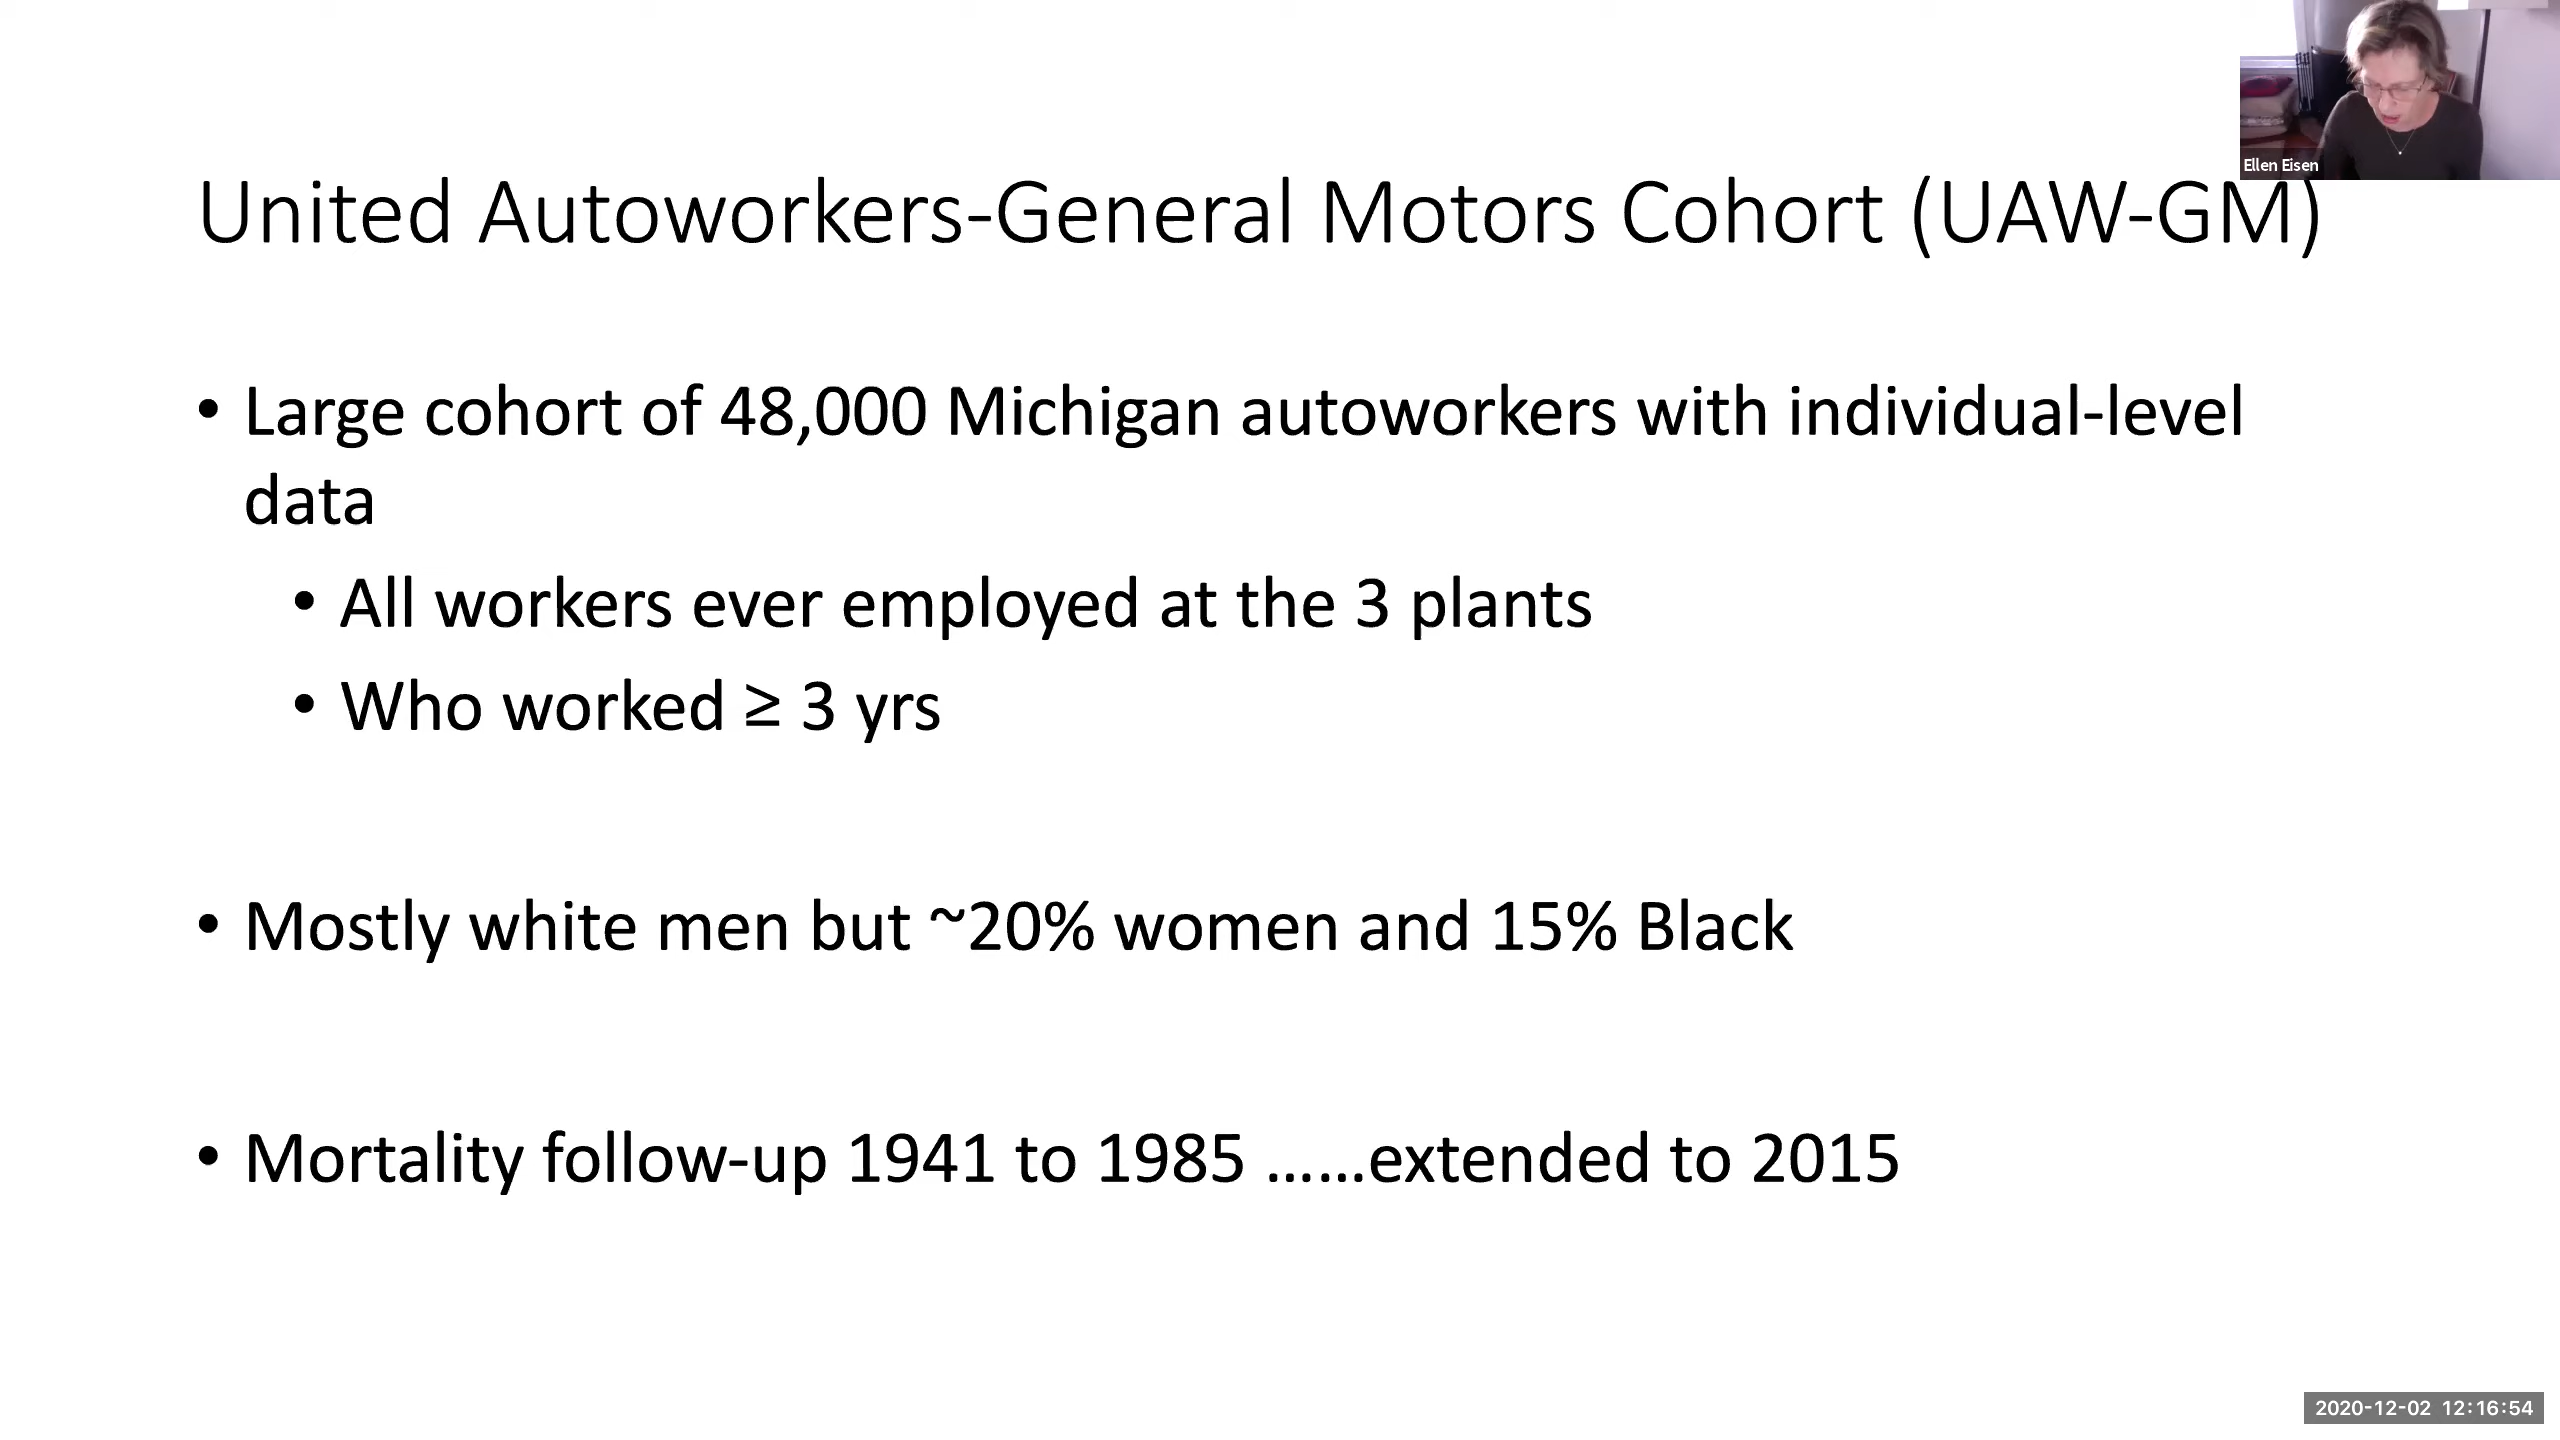 Ellen Eisen
United Autoworkers-General Motors Cohort (UAW-GM)
• Large cohort of 48,000 Michigan autoworkers with individual-level
data
• All workers ever employed at the 3 plants
• Who worked ≥ 3 yrs
• Mostly white men but ~20% women and 15% Black
• Mortality follow-up 1941 to 1985 ……extended to 2015
2020-12-02 12:16:54